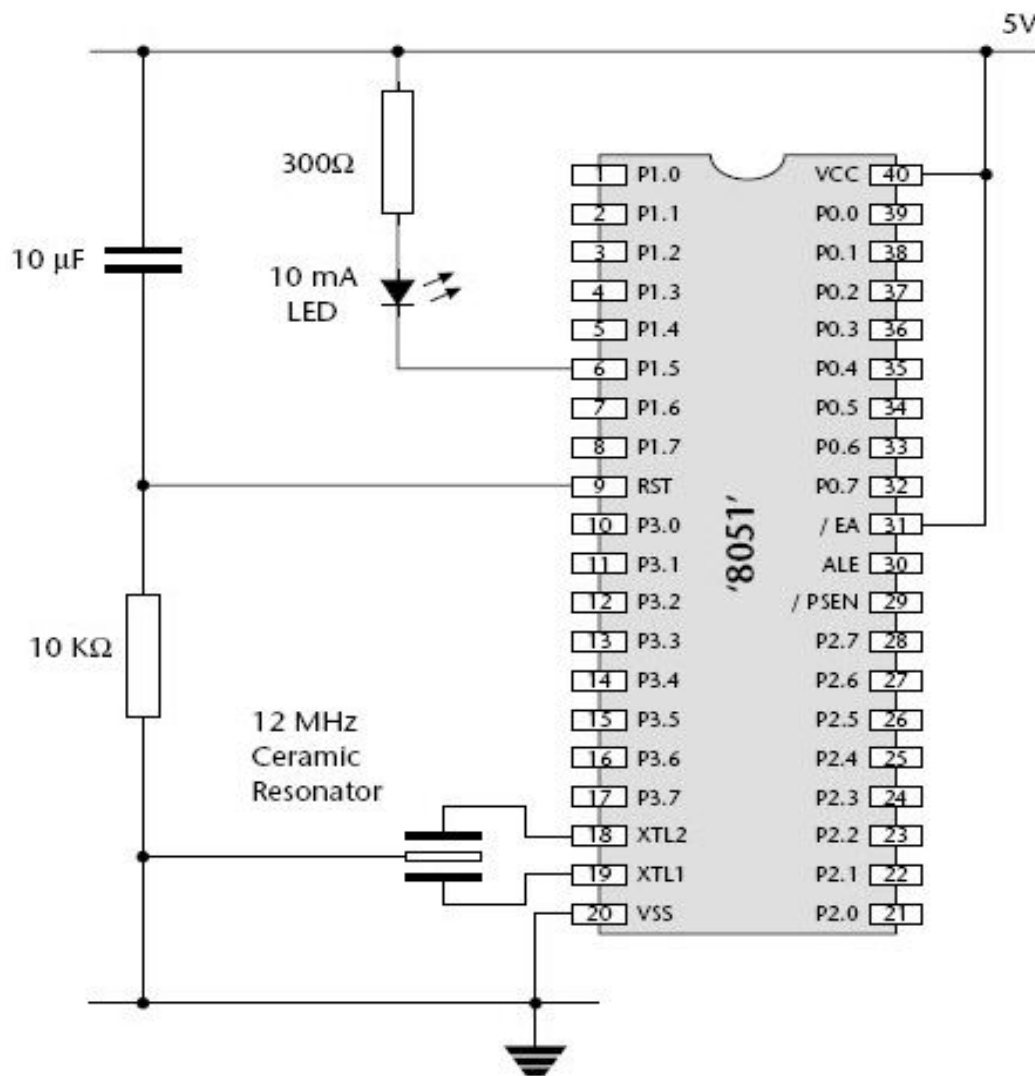 5V
300Ω
10 µF
10 mA
LED
10 KΩ
12 MHz
Ceramic
Resonator
'8051'
1 P1.0 VCC 40
2 P1.1 P0.0 39
3 P1.2 P0.1 38
4 P1.3 P0.2 37
5 P1.4 P0.3 36
6 P1.5 P0.4 35
7 P1.6 P0.5 34
8 P1.7 P0.6 33
9 RST P0.7 32
10 P3.0 / EA 31
11 P3.1 ALE 30
12 P3.2 / PSEN 29
13 P3.3 P2.7 28
14 P3.4 P2.6 27
15 P3.5 P2.5 26
16 P3.6 P2.4 25
17 P3.7 P2.3 24
18 XTL2 P2.2 23
19 XTL1 P2.1 22
20 VSS P2.0 21